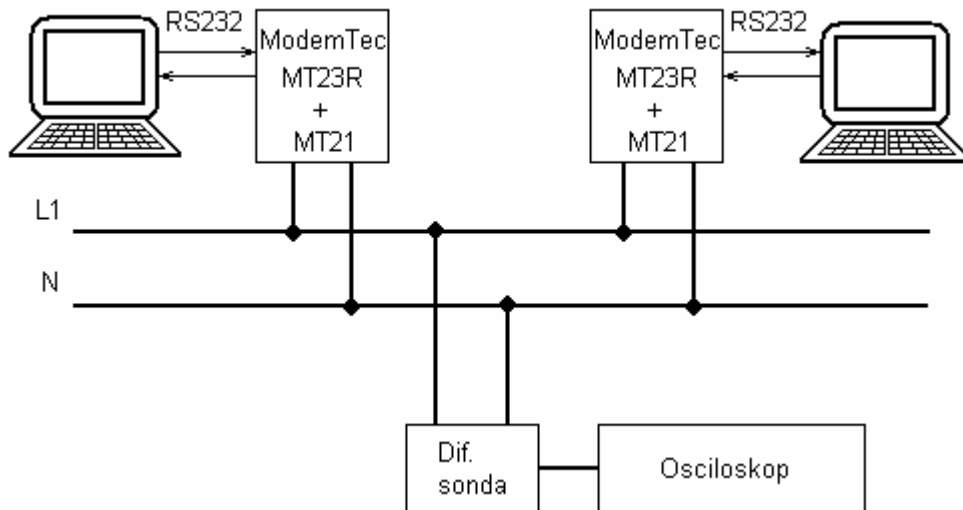 RS232
ModemTec
MT23R
+
MT21
ModemTec
MT23R
+
MT21
RS232
L1
N
Dif.
sonda
Osciloskop